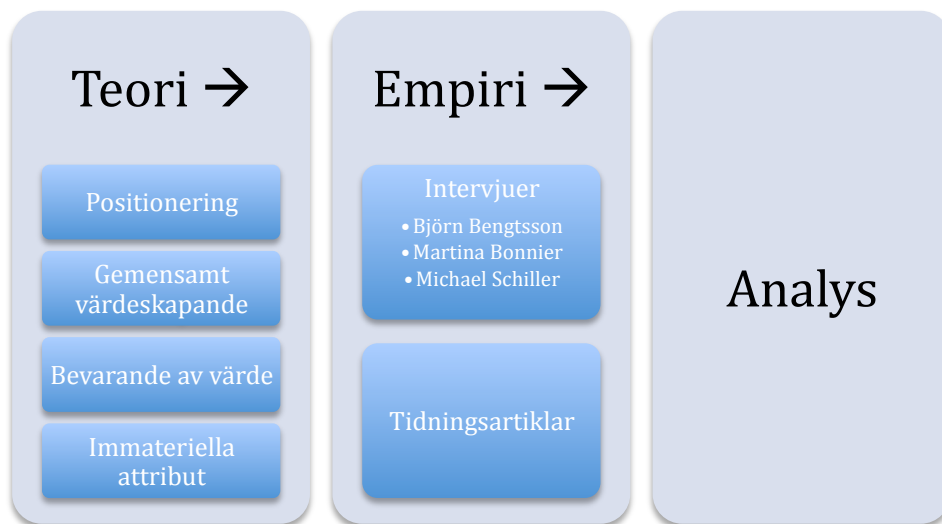 Teori →
Positionering
Gemensamt
värdeskapande
Bevarande av värde
Immateriella
attribut
Empiri →
Intervjuer
• Björn Bengtsson
• Martina Bonnier
• Michael Schiller
Tidningsartiklar
Analys